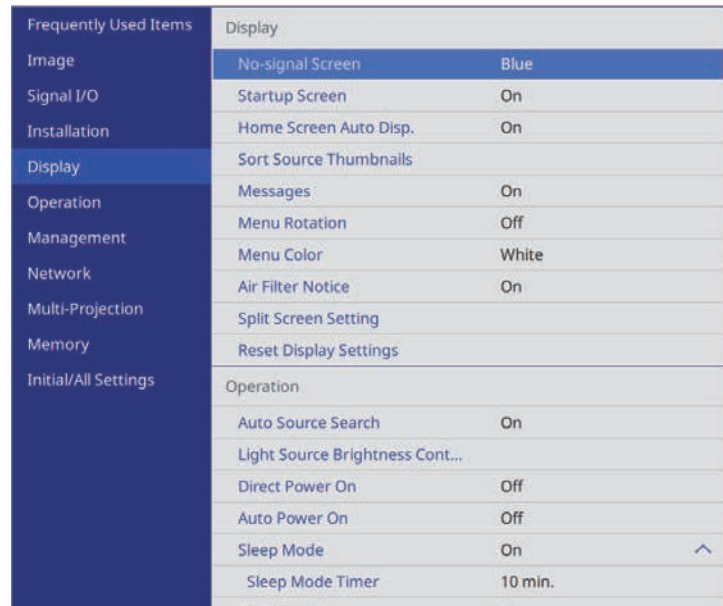 Frequently Used Items
Image
Signal I/O
Installation
Display
Operation
Management
Network
Multi-Projection
Memory
Initial/All Settings
Display
No-signal Screen Blue
Startup Screen On
Home Screen Auto Disp. On
Sort Source Thumbnails
Messages On
Menu Rotation Off
Menu Color White
Air Filter Notice On
Split Screen Setting
Reset Display Settings
Operation
Auto Source Search On
Light Source Brightness Cont...
Direct Power On Off
Auto Power On Off
Sleep Mode On
Sleep Mode Timer 10 min.